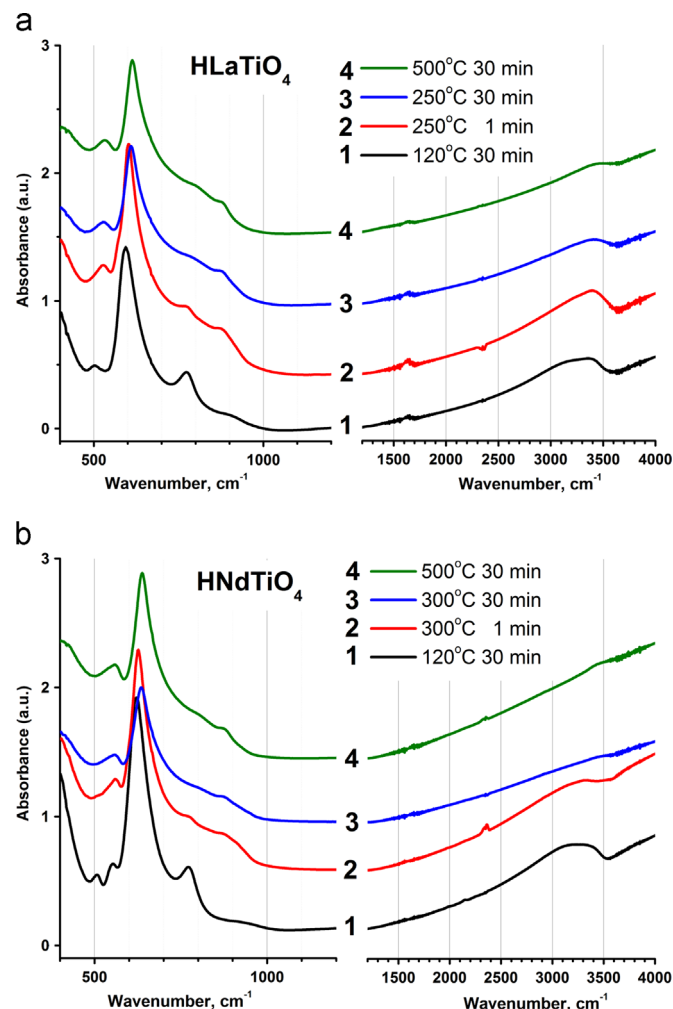 a
3
HLaTiO₄
4 500°C 30 min
3 250°C 30 min
2 250°C 1 min
1 120°C 30 min
2
Absorbance (a.u.)
1
0
4
3
2
1
500 1000
1500 2000 2500 3000 3500 4000
Wavenumber, cm⁻¹
Wavenumber, cm⁻¹
b
3
HNdTiO₄
4 500°C 30 min
3 300°C 30 min
2 300°C 1 min
1 120°C 30 min
2
Absorbance (a.u.)
1
0
4
3
2
1
500 1000
1500 2000 2500 3000 3500 4000
Wavenumber, cm⁻¹
Wavenumber, cm⁻¹